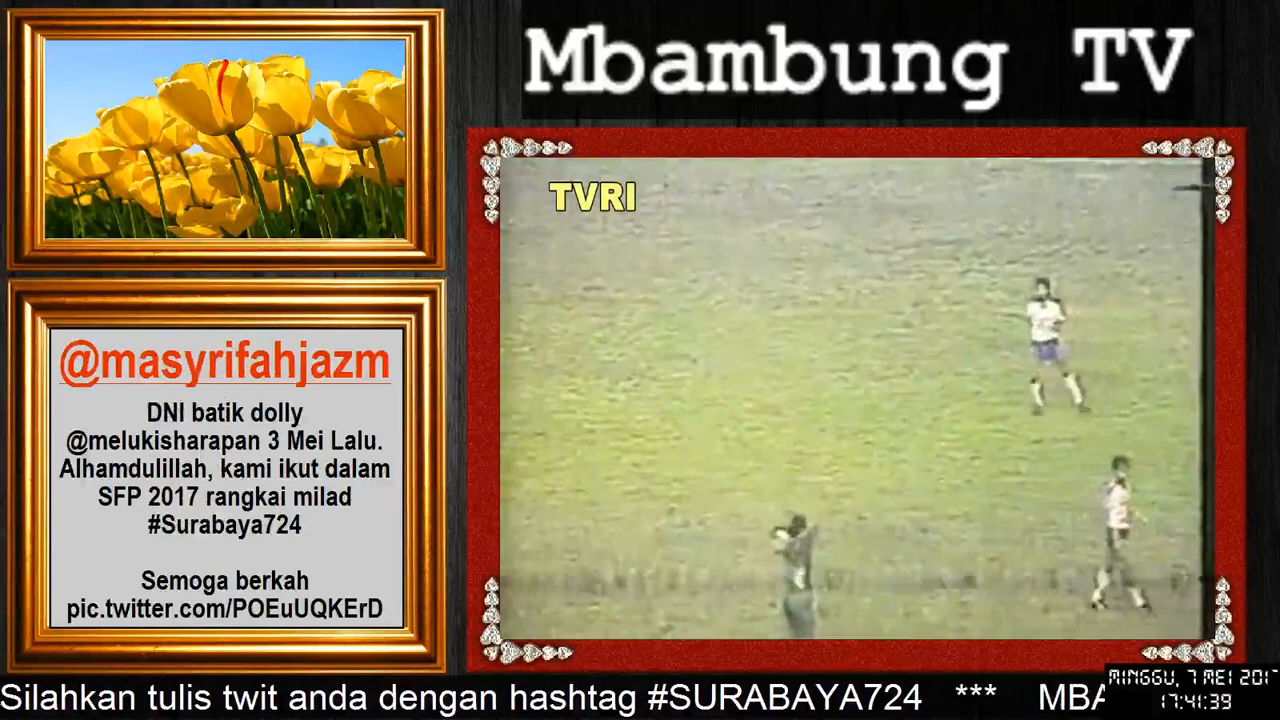 Mbambung TV
TVRI
@masyrifahjazm
DNI batik dolly
@melukisharapan 3 Mei Lalu.
Alhamdulillah, kami ikut dalam
SFP 2017 rangkai milad
#Surabaya724
Semoga berkah
pic.twitter.com/POEuUQKErD
Silahkan tulis twit anda dengan hashtag #SURABAYA724 *** MBA
MINGGU, 7 MEI 2017
17:41:39